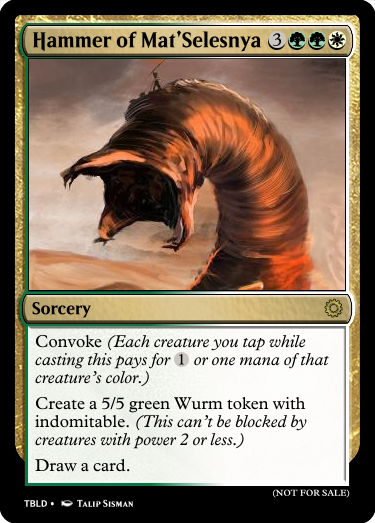 Hammer of Mat'Selesnya 3
Sorcery
Convoke (Each creature you tap while
casting this pays for 1 or one mana of that
creature's color.)
Create a 5/5 green Wurm token with
indomitable. (This can't be blocked by
creatures with power 2 or less.)
Draw a card.
(NOT FOR SALE)
TBLD • Talip Sisman